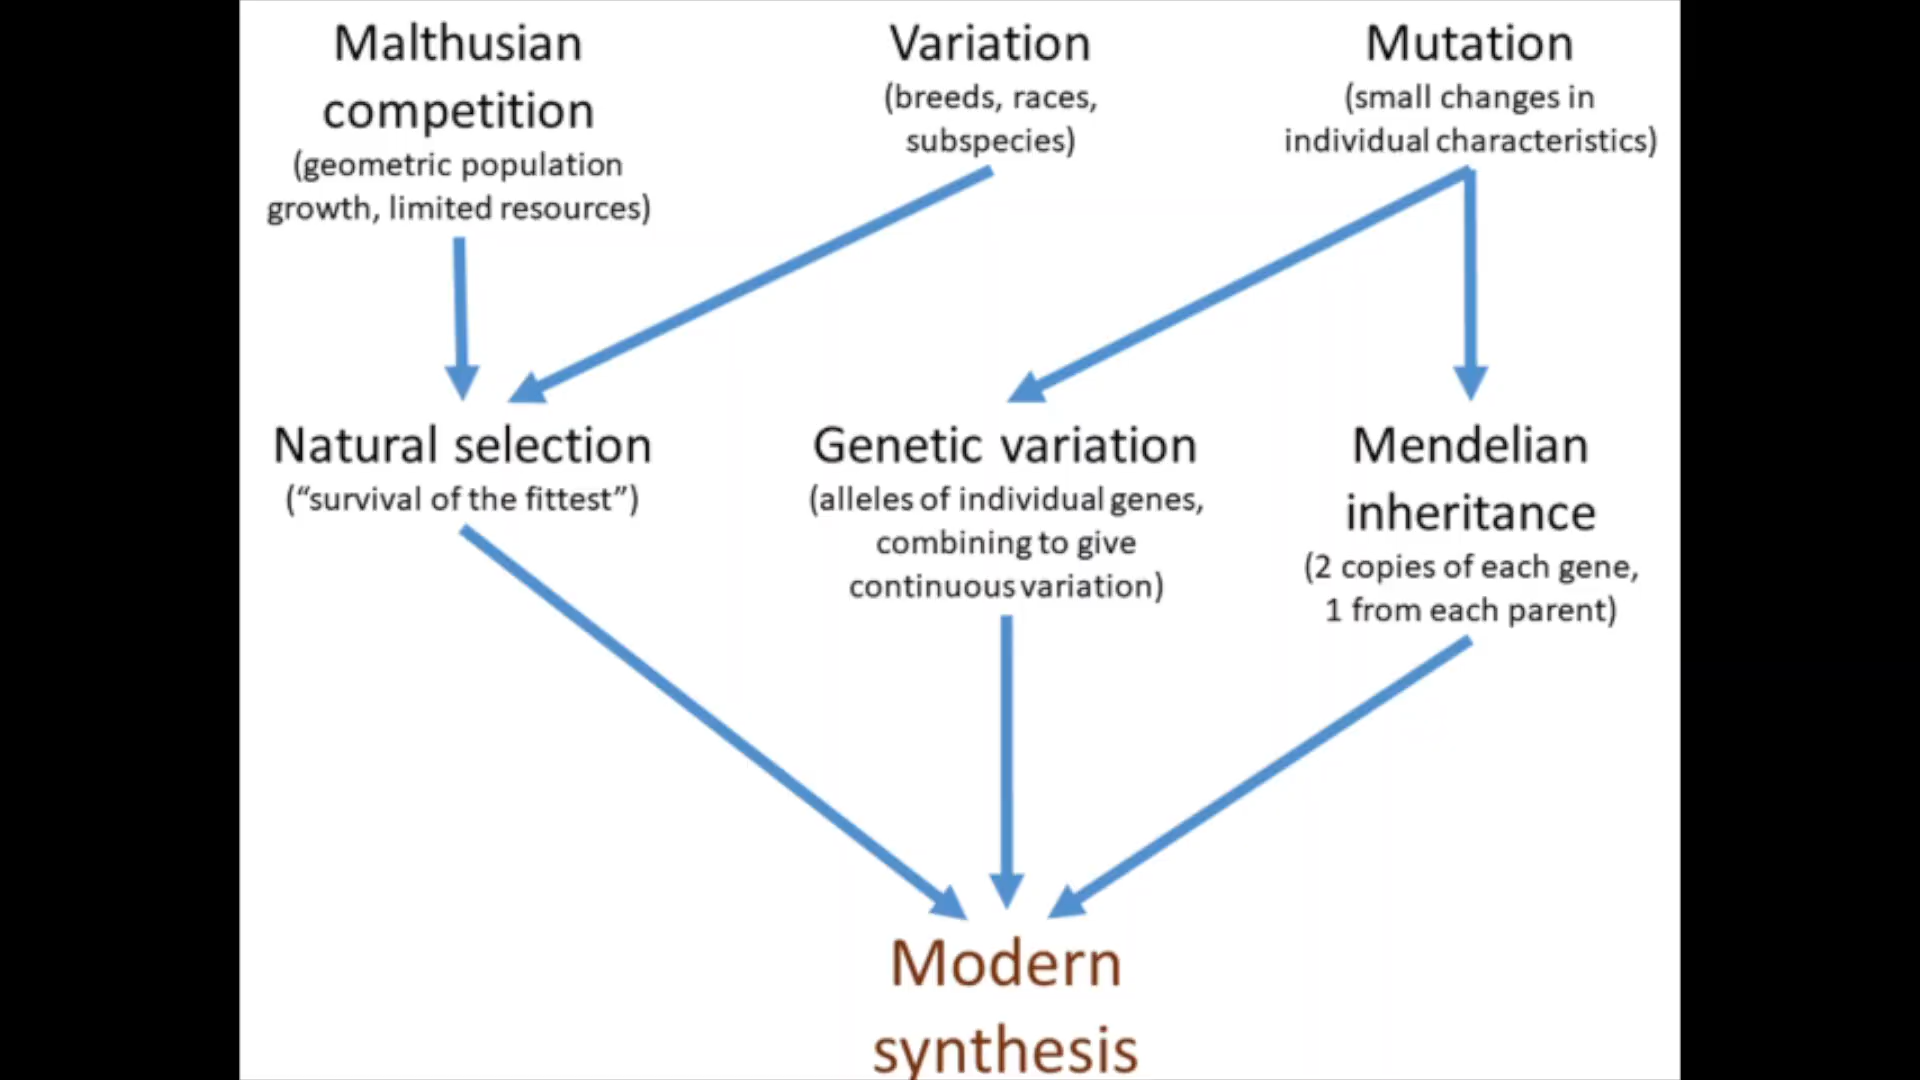 Malthusian
competition
(geometric population
growth, limited resources)
Variation
(breeds, races,
subspecies)
Mutation
(small changes in
individual characteristics)
Natural selection
(“survival of the fittest”)
Genetic variation
(alleles of individual genes,
combining to give
continuous variation)
Mendelian
inheritance
(2 copies of each gene,
1 from each parent)
Modern
synthesis